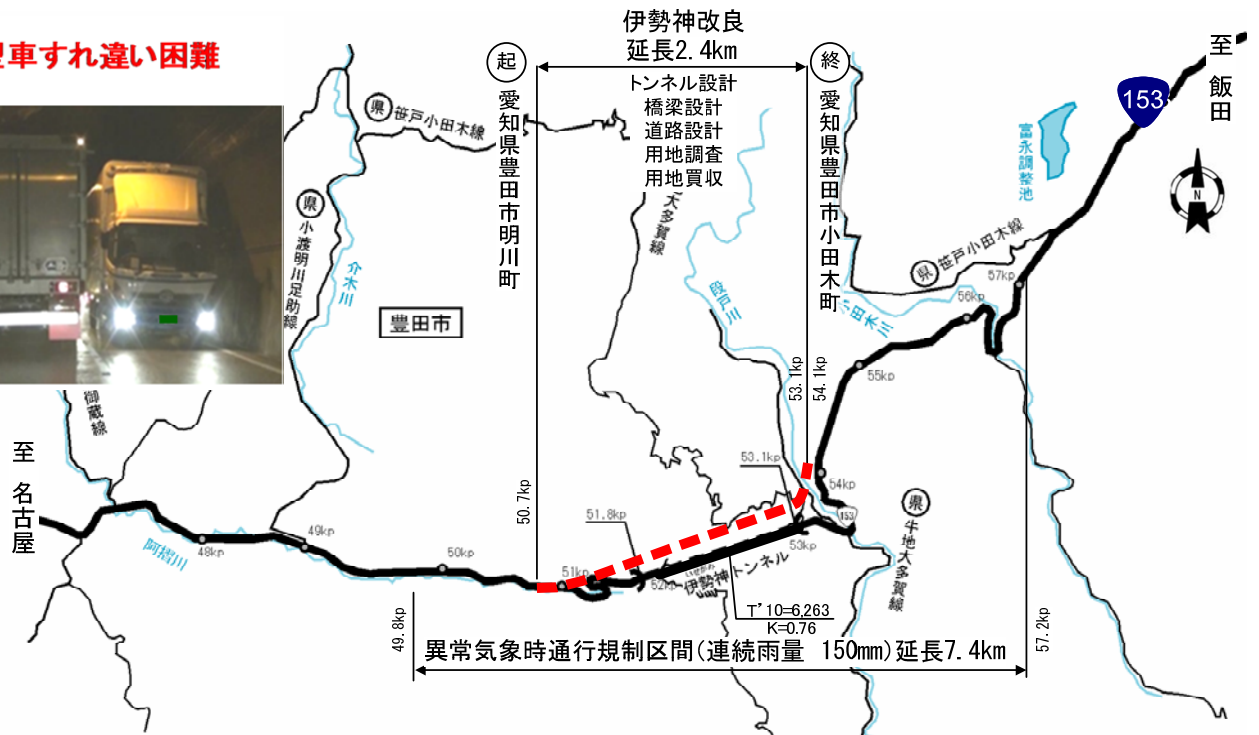 型車すれ違い困難
伊勢神改良
延長2.4km
起
愛知県豊田市明川町
終
愛知県豊田市小田木町
トンネル設計
橋梁設計
道路設計
用地調査
用地買収
至 飯田
153
富永調整池
N
県 笹戸小田木線
県 小渡明川足助線
介木川
豊田市
大多賀線
段戸川
小田木川
県 笹戸小田木線
57kp
56kp
55kp
54kp
53.1kp
54.1kp
53.1kp
御蔵線
至 名古屋
阿摺川
48kp
49kp
50kp
50.7kp
51.8kp
51kp
52kp
伊勢神トンネル
いせがみ
53kp
153
県 牛地大多賀線
T'10=6,263
K=0.76
49.8kp
57.2kp
異常気象時通行規制区間(連続雨量 150mm)延長7.4km